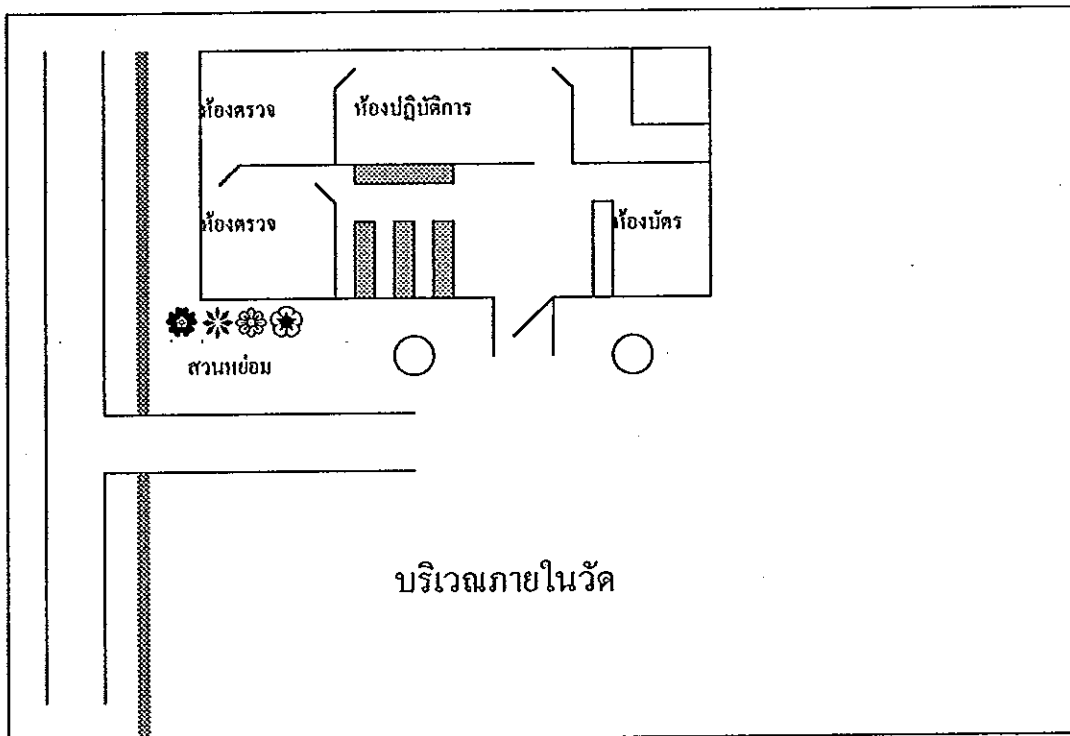 ห้องตรวจ
ห้องปฏิบัติการ
ห้องตรวจ
ห้องบัตร
สวนหย่อม
บริเวณภายในวัด